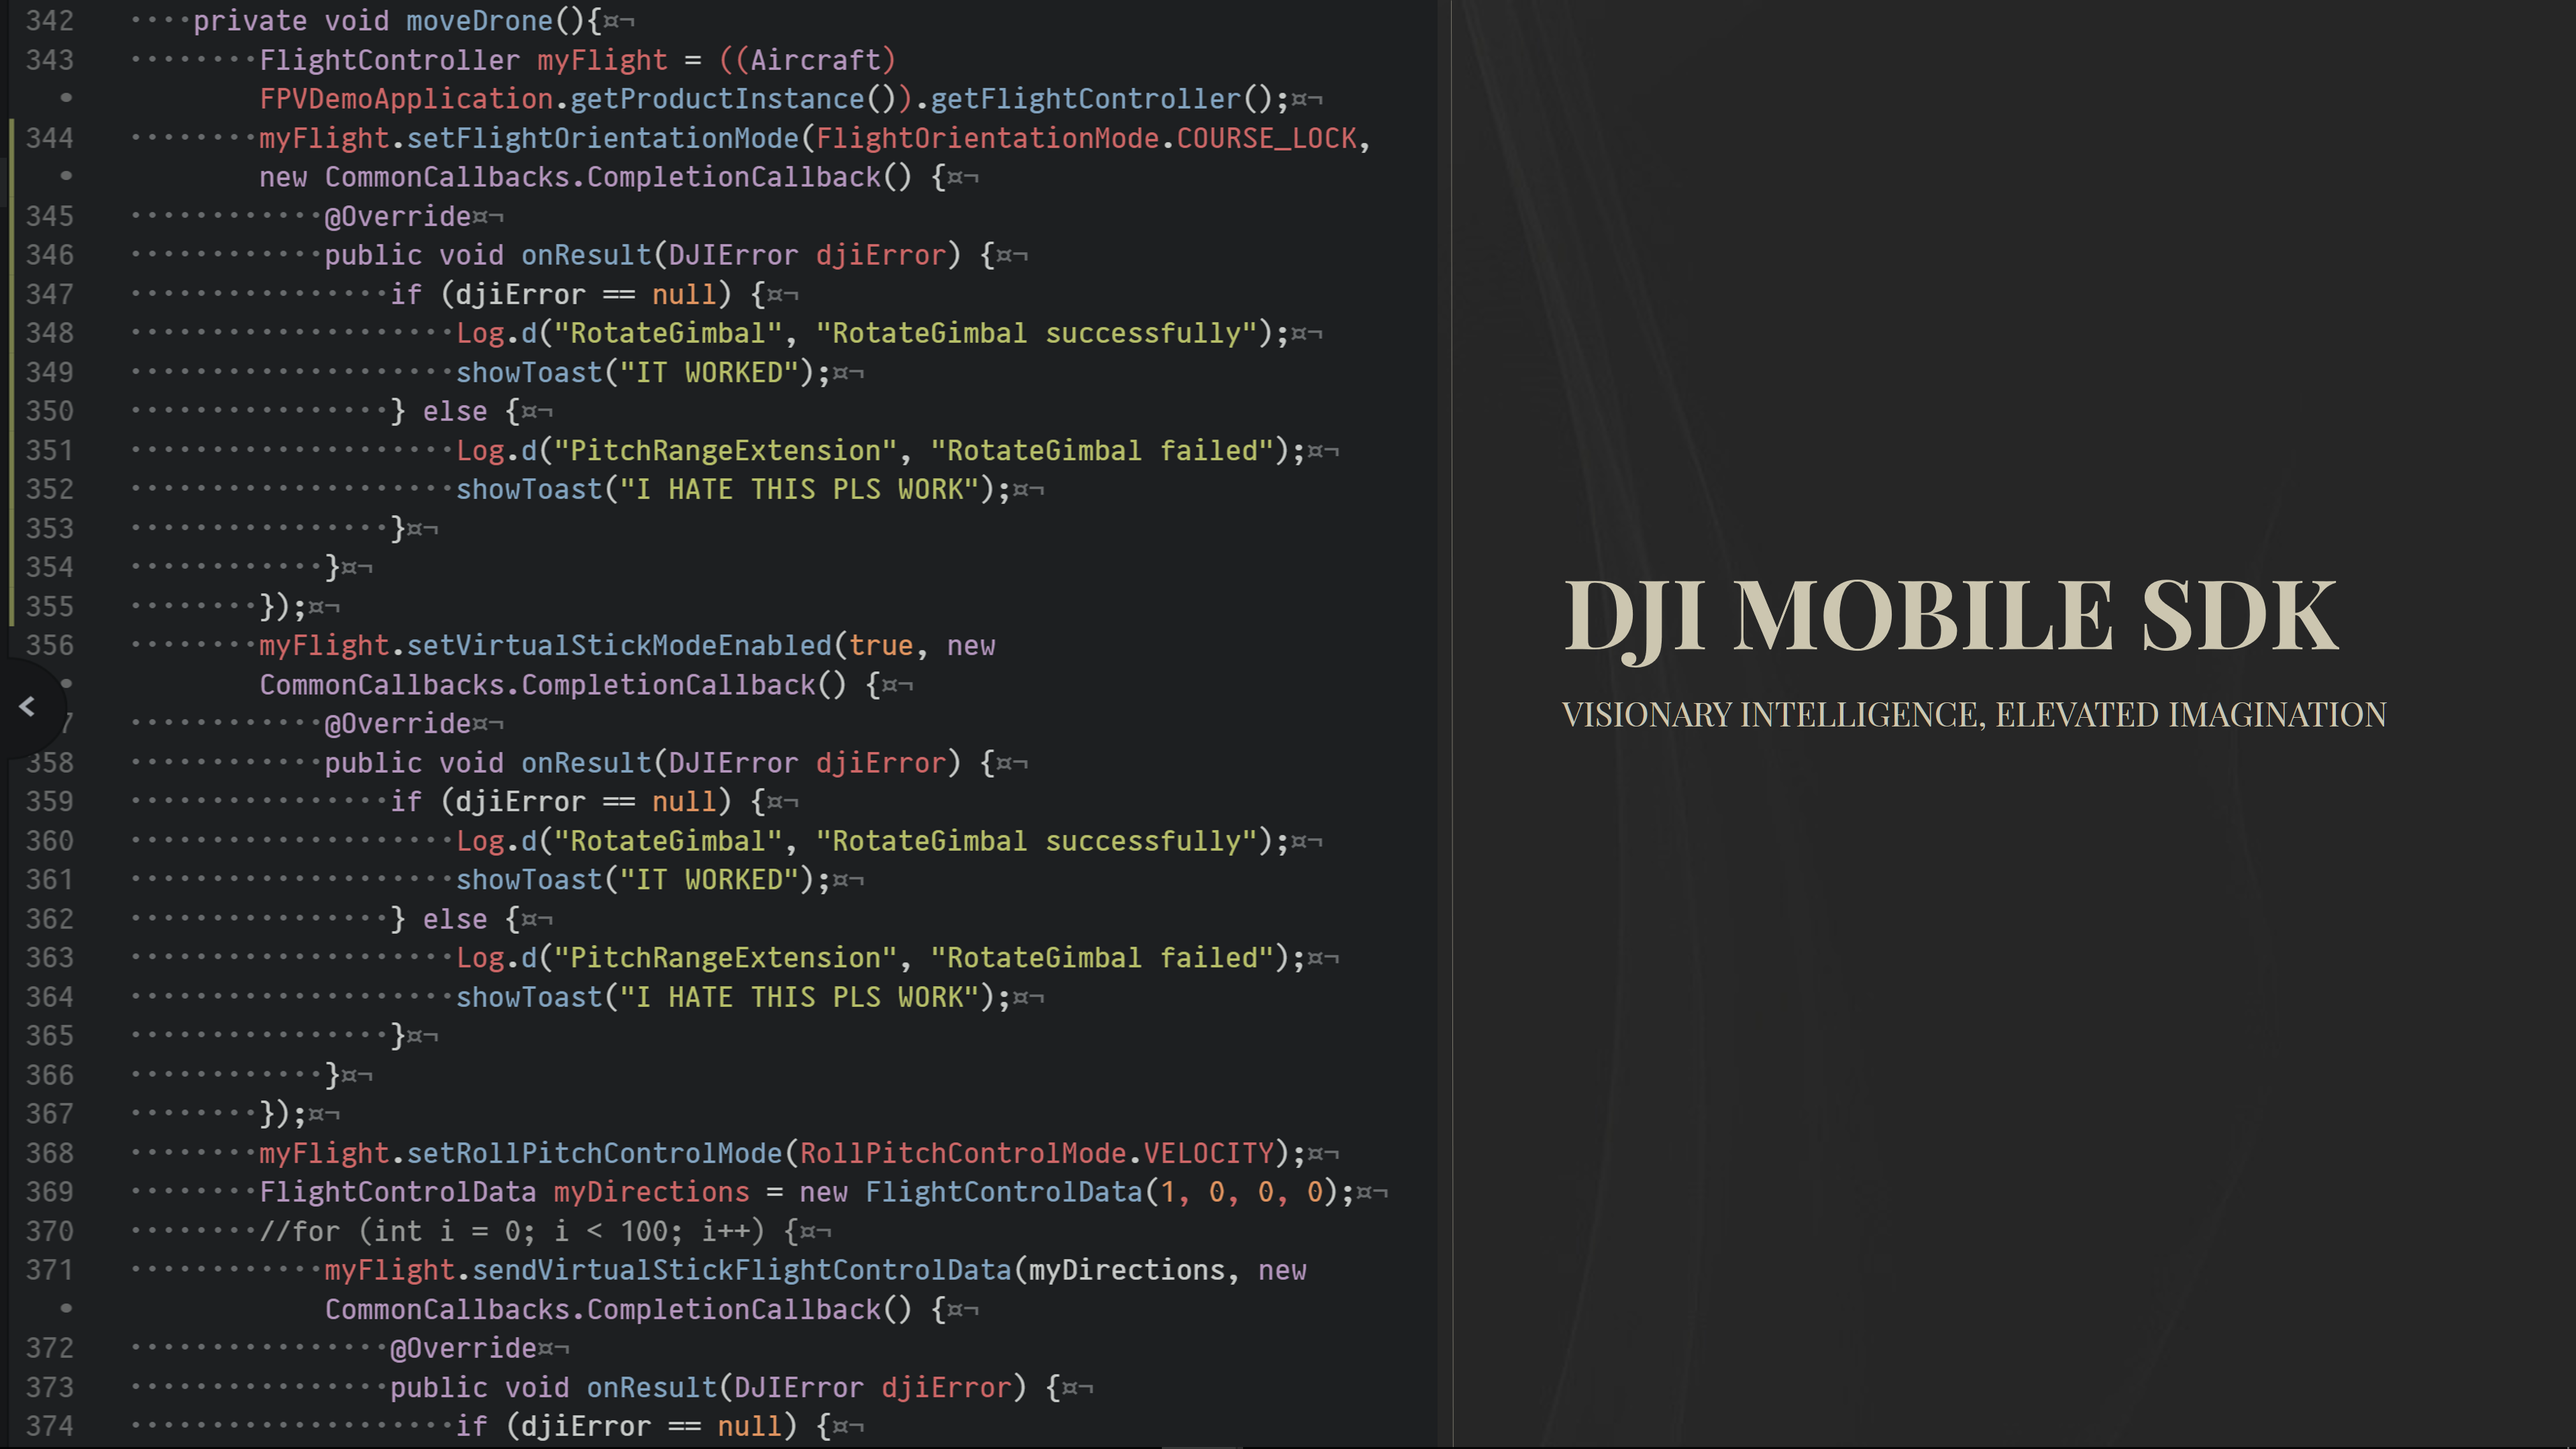 342 private void moveDrone(){
343 FlightController myFlight = ((Aircraft)
FPVDemoApplication.getProductInstance()).getFlightController();
344 myFlight.setFlightOrientationMode(FlightOrientationMode.COURSE_LOCK,
new CommonCallbacks.CompletionCallback() {
345 @Override
346 public void onResult(DJIError djiError) {
347 if (djiError == null) {
348 Log.d("RotateGimbal", "RotateGimbal successfully");
349 showToast("IT WORKED");
350 } else {
351 Log.d("PitchRangeExtension", "RotateGimbal failed");
352 showToast("I HATE THIS PLS WORK");
353 }
354 }
355 });
356 myFlight.setVirtualStickModeEnabled(true, new
CommonCallbacks.CompletionCallback() {
7 @Override
358 public void onResult(DJIError djiError) {
359 if (djiError == null) {
360 Log.d("RotateGimbal", "RotateGimbal successfully");
361 showToast("IT WORKED");
362 } else {
363 Log.d("PitchRangeExtension", "RotateGimbal failed");
364 showToast("I HATE THIS PLS WORK");
365 }
366 }
367 });
368 myFlight.setRollPitchControlMode(RollPitchControlMode.VELOCITY);
369 FlightControlData myDirections = new FlightControlData(1, 0, 0, 0);
370 //for (int i = 0; i < 100; i++) {
371 myFlight.sendVirtualStickFlightControlData(myDirections, new
CommonCallbacks.CompletionCallback() {
372 @Override
373 public void onResult(DJIError djiError) {
374 if (djiError == null) {
DJI MOBILE SDK
VISIONARY INTELLIGENCE, ELEVATED IMAGINATION